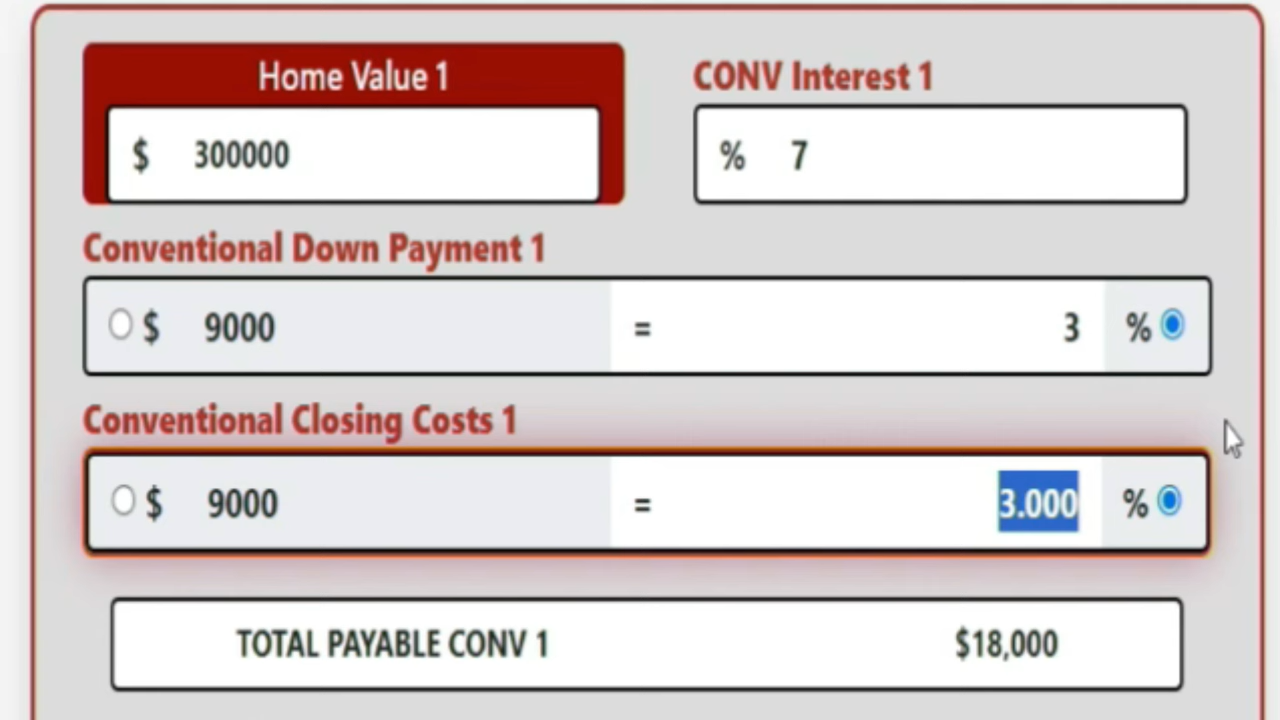 Home Value 1
CONV Interest 1
$ 300000
% 7
Conventional Down Payment 1
$ 9000 = 3 %
Conventional Closing Costs 1
$ 9000 = 3.000 %
TOTAL PAYABLE CONV 1 $18,000